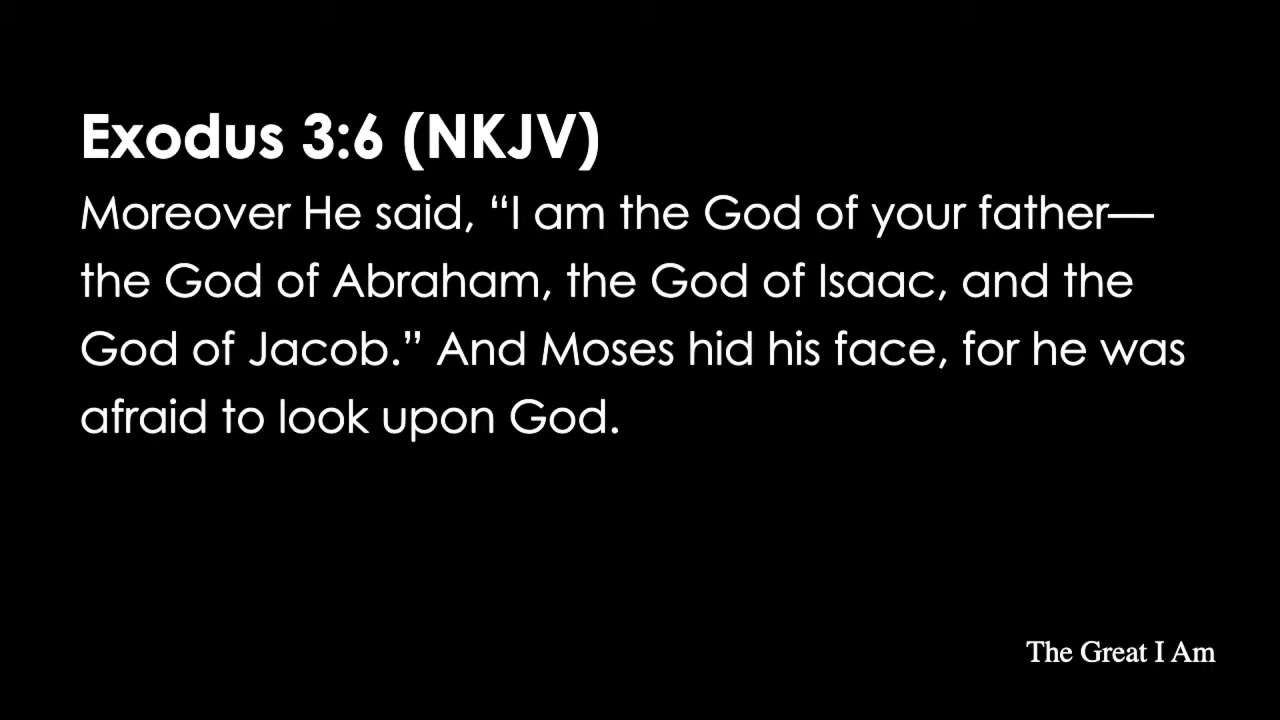 Exodus 3:6 (NKJV)
Moreover He said, “I am the God of your father—
the God of Abraham, the God of Isaac, and the
God of Jacob.” And Moses hid his face, for he was
afraid to look upon God.
The Great I Am